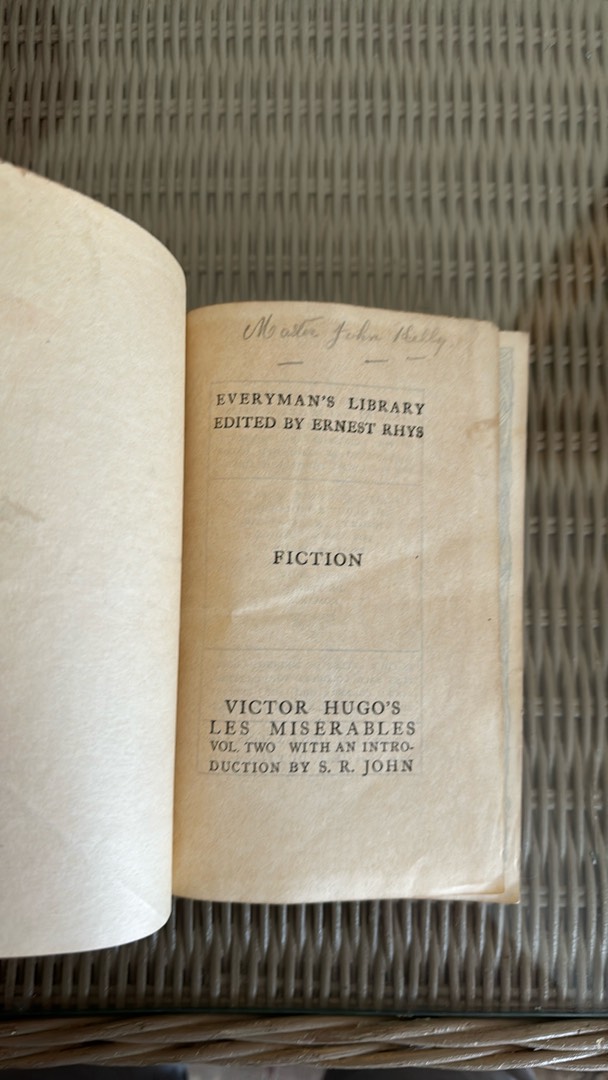 Master John Kelly
EVERYMAN'S LIBRARY
EDITED BY ERNEST RHYS
FICTION
VICTOR HUGO'S
LES MISERABLES
VOL. TWO WITH AN INTRO-
DUCTION BY S. R. JOHN